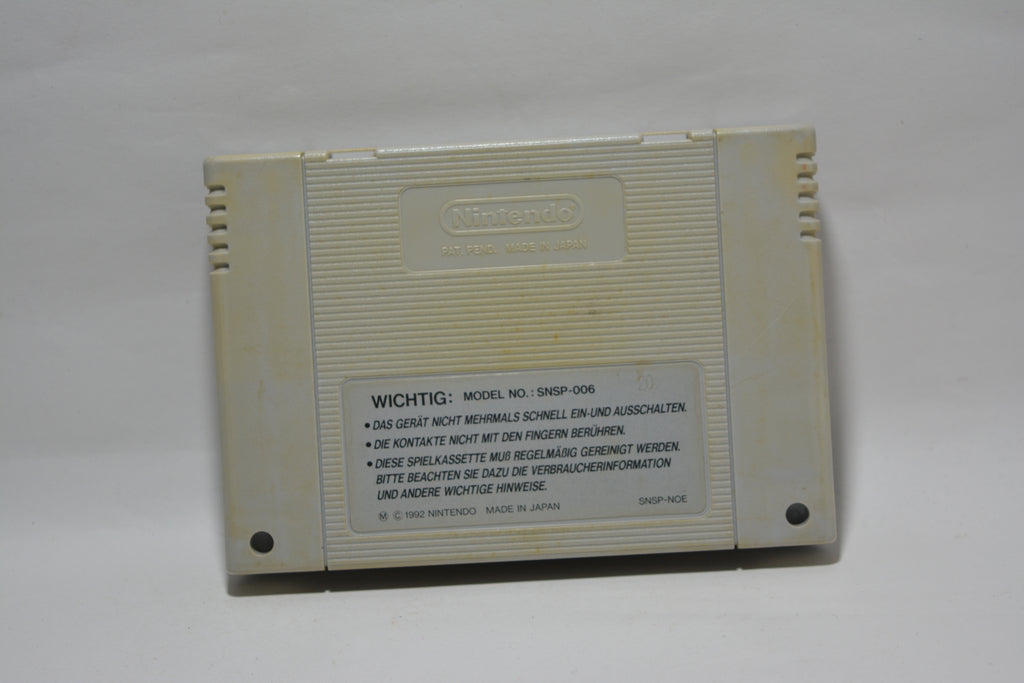 Nintendo
PAT. PEND. MADE IN JAPAN
20
WICHTIG: MODEL NO.: SNSP-006
• DAS GERÄT NICHT MEHRMALS SCHNELL EIN-UND AUSSCHALTEN.
• DIE KONTAKTE NICHT MIT DEN FINGERN BERÜHREN.
• DIESE SPIELKASSETTE MUß REGELMÄßIG GEREINIGT WERDEN.
BITTE BEACHTEN SIE DAZU DIE VERBRAUCHERINFORMATION
UND ANDERE WICHTIGE HINWEISE.
Ⓜ © 1992 NINTENDO MADE IN JAPAN
SNSP-NOE